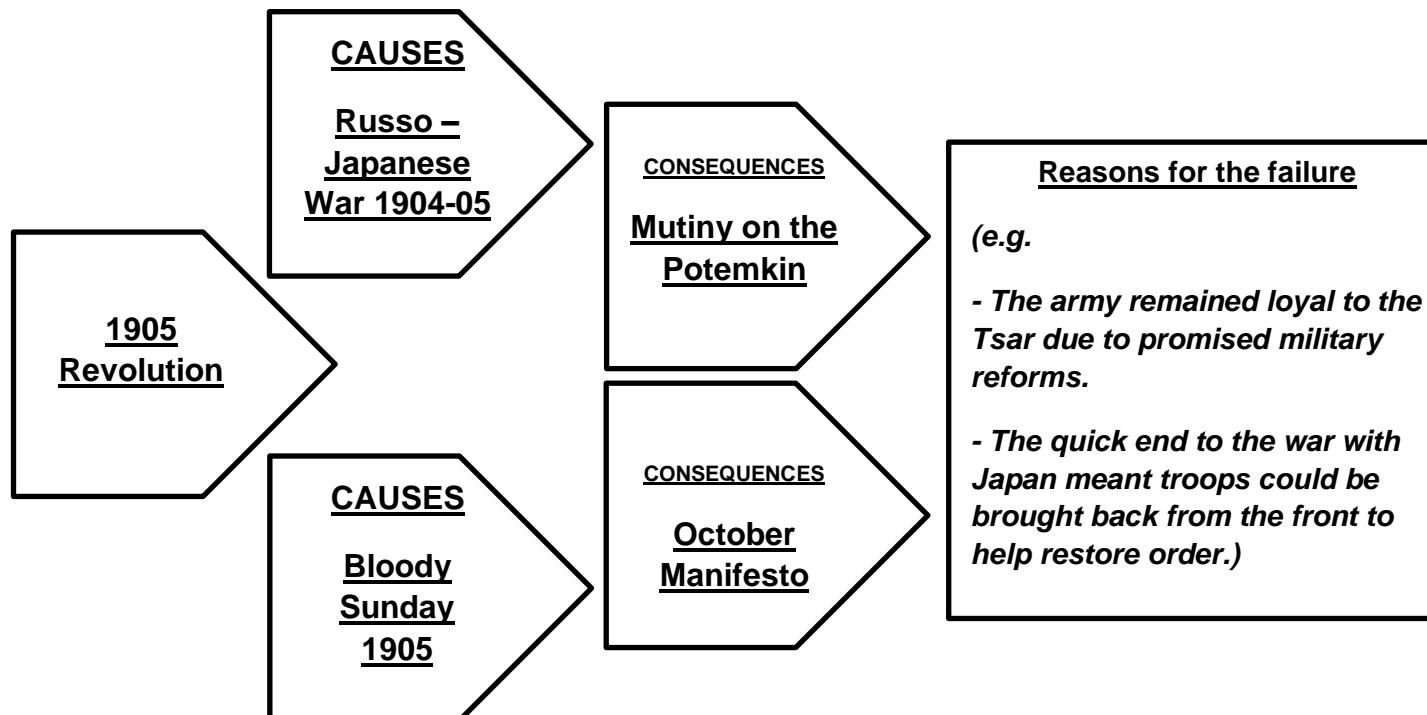 1905
Revolution
CAUSES
Russo –
Japanese
War 1904-05
CAUSES
Bloody
Sunday
1905
CONSEQUENCES
Mutiny on the
Potemkin
CONSEQUENCES
October
Manifesto
Reasons for the failure
(e.g.
- The army remained loyal to the
Tsar due to promised military
reforms.
- The quick end to the war with
Japan meant troops could be
brought back from the front to
help restore order.)